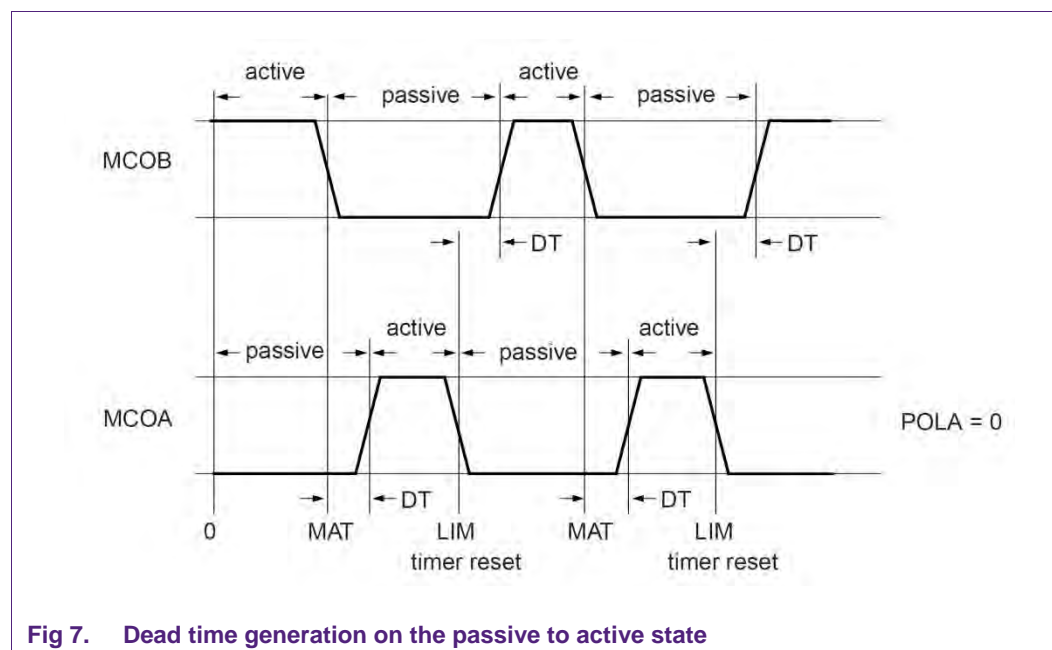 active
active
passive
passive
MCOB
DT
DT
active
active
passive
passive
MCOA
POLA = 0
DT
DT
0
MAT
LIM
MAT
LIM
timer reset
timer reset
Fig 7. Dead time generation on the passive to active state